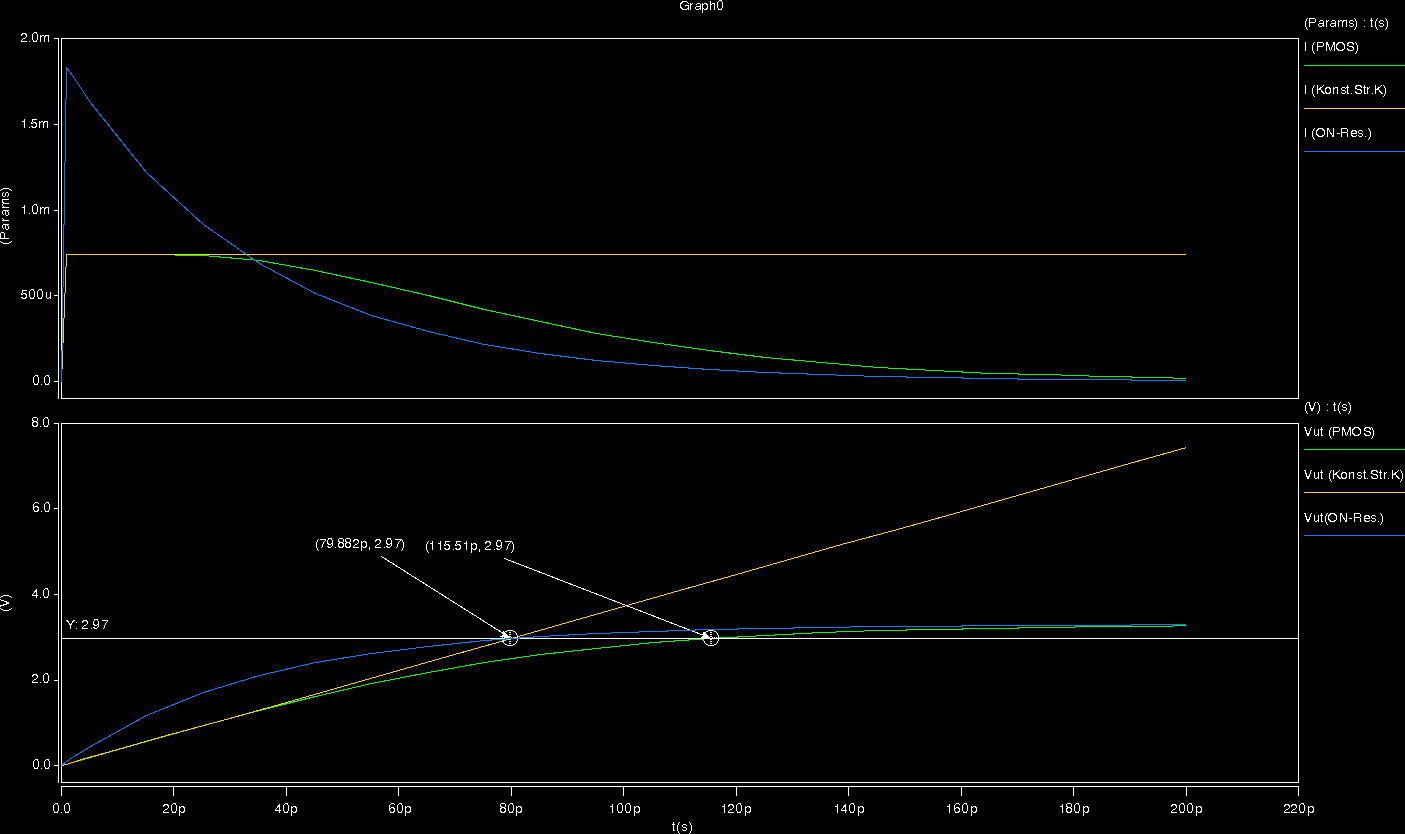 Graph0
(Params) : t(s)
I (PMOS)
I (Konst.Str.K)
I (ON-Res.)
2.0m
1.5m
1.0m
500u
0.0
(Params)
(V) : t(s)
Vut (PMOS)
Vut (Konst.Str.K)
Vut(ON-Res.)
8.0
6.0
4.0
2.0
0.0
(V)
(79.882p, 2.97)
(115.51p, 2.97)
Y: 2.97
0.0 20p 40p 60p 80p 100p 120p 140p 160p 180p 200p 220p
t(s)